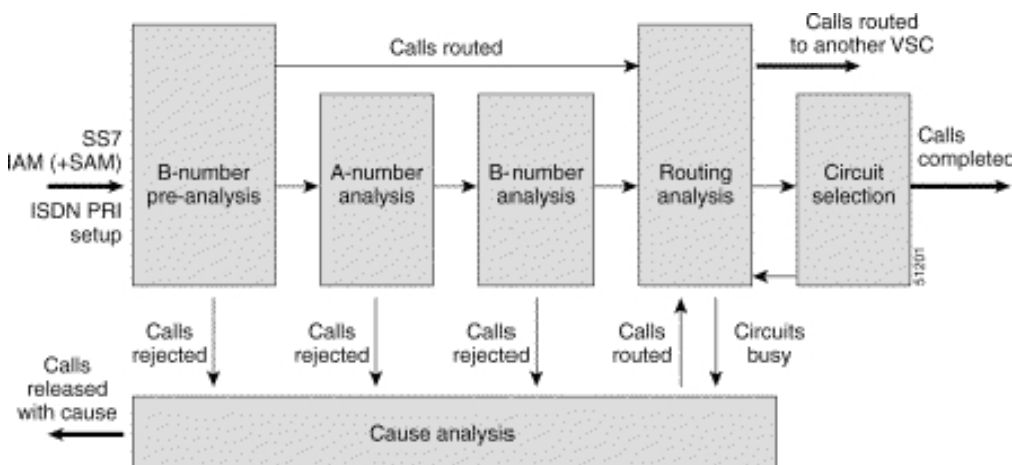 Calls routed
Calls routed
to another VSC
SS7
IAM (+SAM)
ISDN PRI
setup
B-number
pre-analysis
A-number
analysis
B-number
analysis
Routing
analysis
Circuit
selection
Calls
completed
51201
Calls
rejected
Calls
rejected
Calls
rejected
Calls
routed
Circuits
busy
Calls
released
with cause
Cause analysis